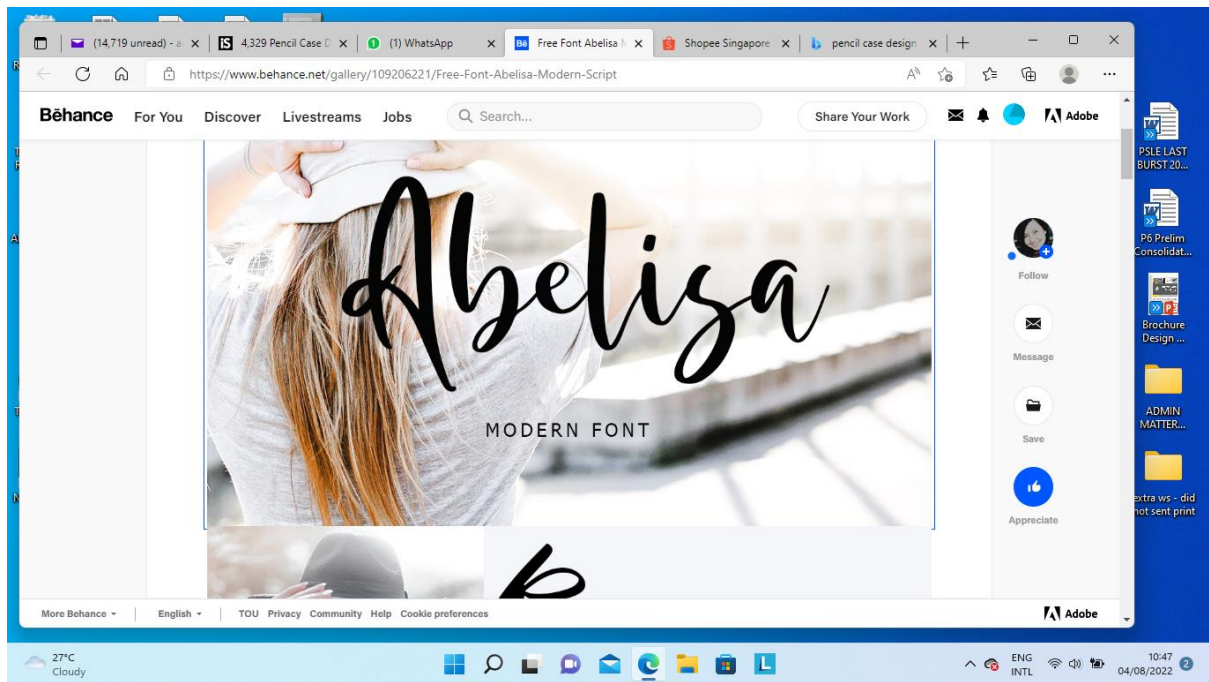 (14,719 unread) - a
iS 4,329 Pencil Case D
1 (1) WhatsApp
Bē Free Font Abelisa
Shopee Singapore
b pencil case design
https://www.behance.net/gallery/109206221/Free-Font-Abelisa-Modern-Script
Bēhance For You Discover Livestreams Jobs Search... Share Your Work Adobe
Abelisa
MODERN FONT
Follow
Message
Save
Appreciate
More Behance English TOU Privacy Community Help Cookie preferences Adobe
PSLE LAST
BURST 20...
P6 Prelim
Consolidat...
Brochure
Design ...
ADMIN
MATTER...
extra ws - did
not sent print
27°C
Cloudy
ENG
INTL
10:47
04/08/2022
2